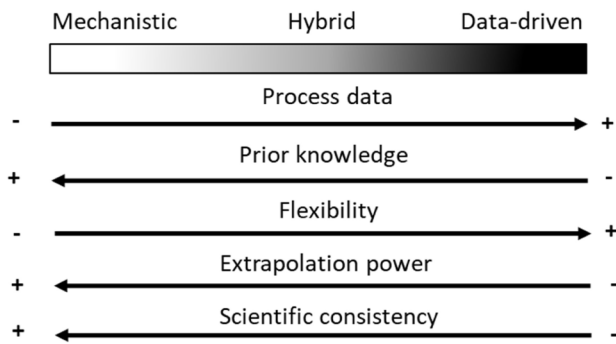 Mechanistic Hybrid Data-driven
Process data
- +
Prior knowledge
+ -
Flexibility
- +
Extrapolation power
+ -
Scientific consistency
+ -